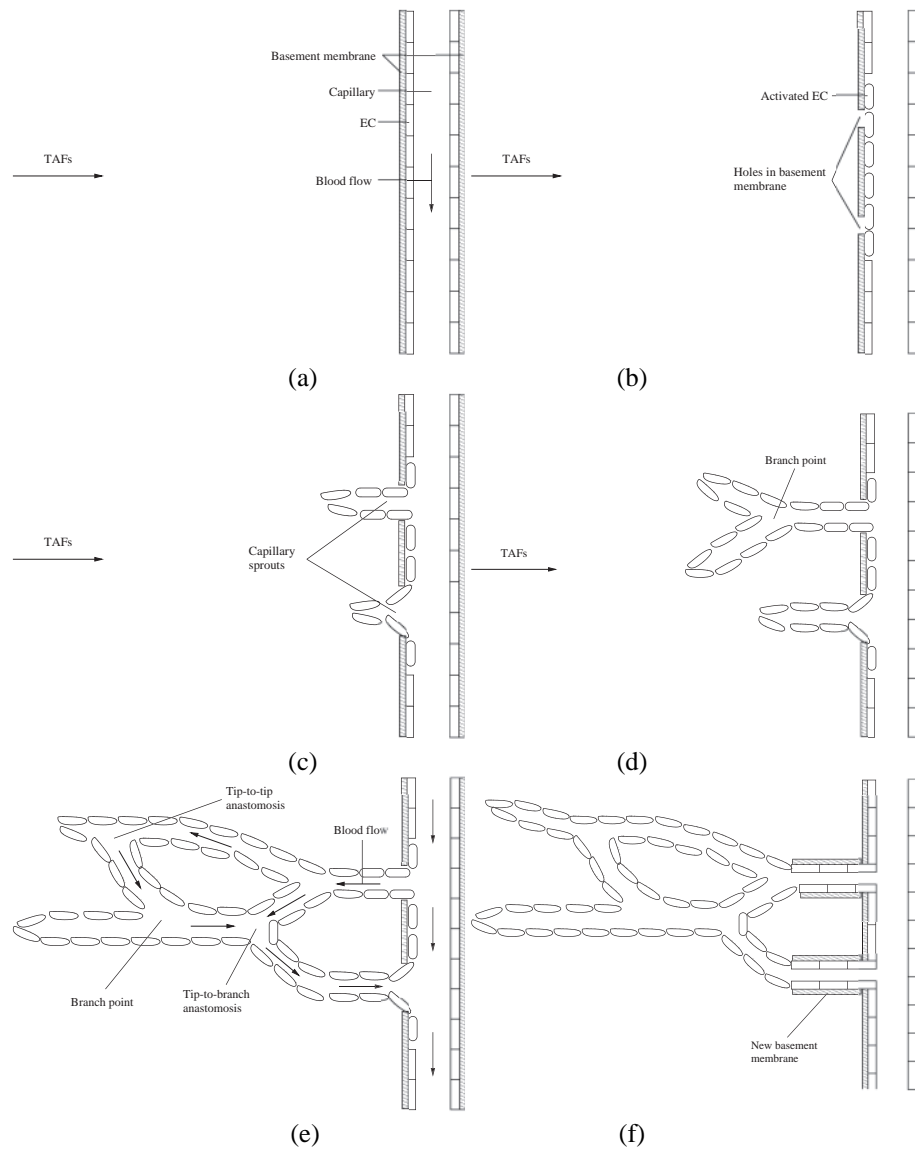 Basement membrane
Capillary
EC
TAFs
Blood flow
(a)
Activated EC
TAFs
Holes in basement
membrane
(b)
TAFs
Capillary
sprouts
(c)
Branch point
TAFs
(d)
Tip-to-tip
anastomosis
Blood flow
Branch point
Tip-to-branch
anastomosis
(e)
New basement
membrane
(f)